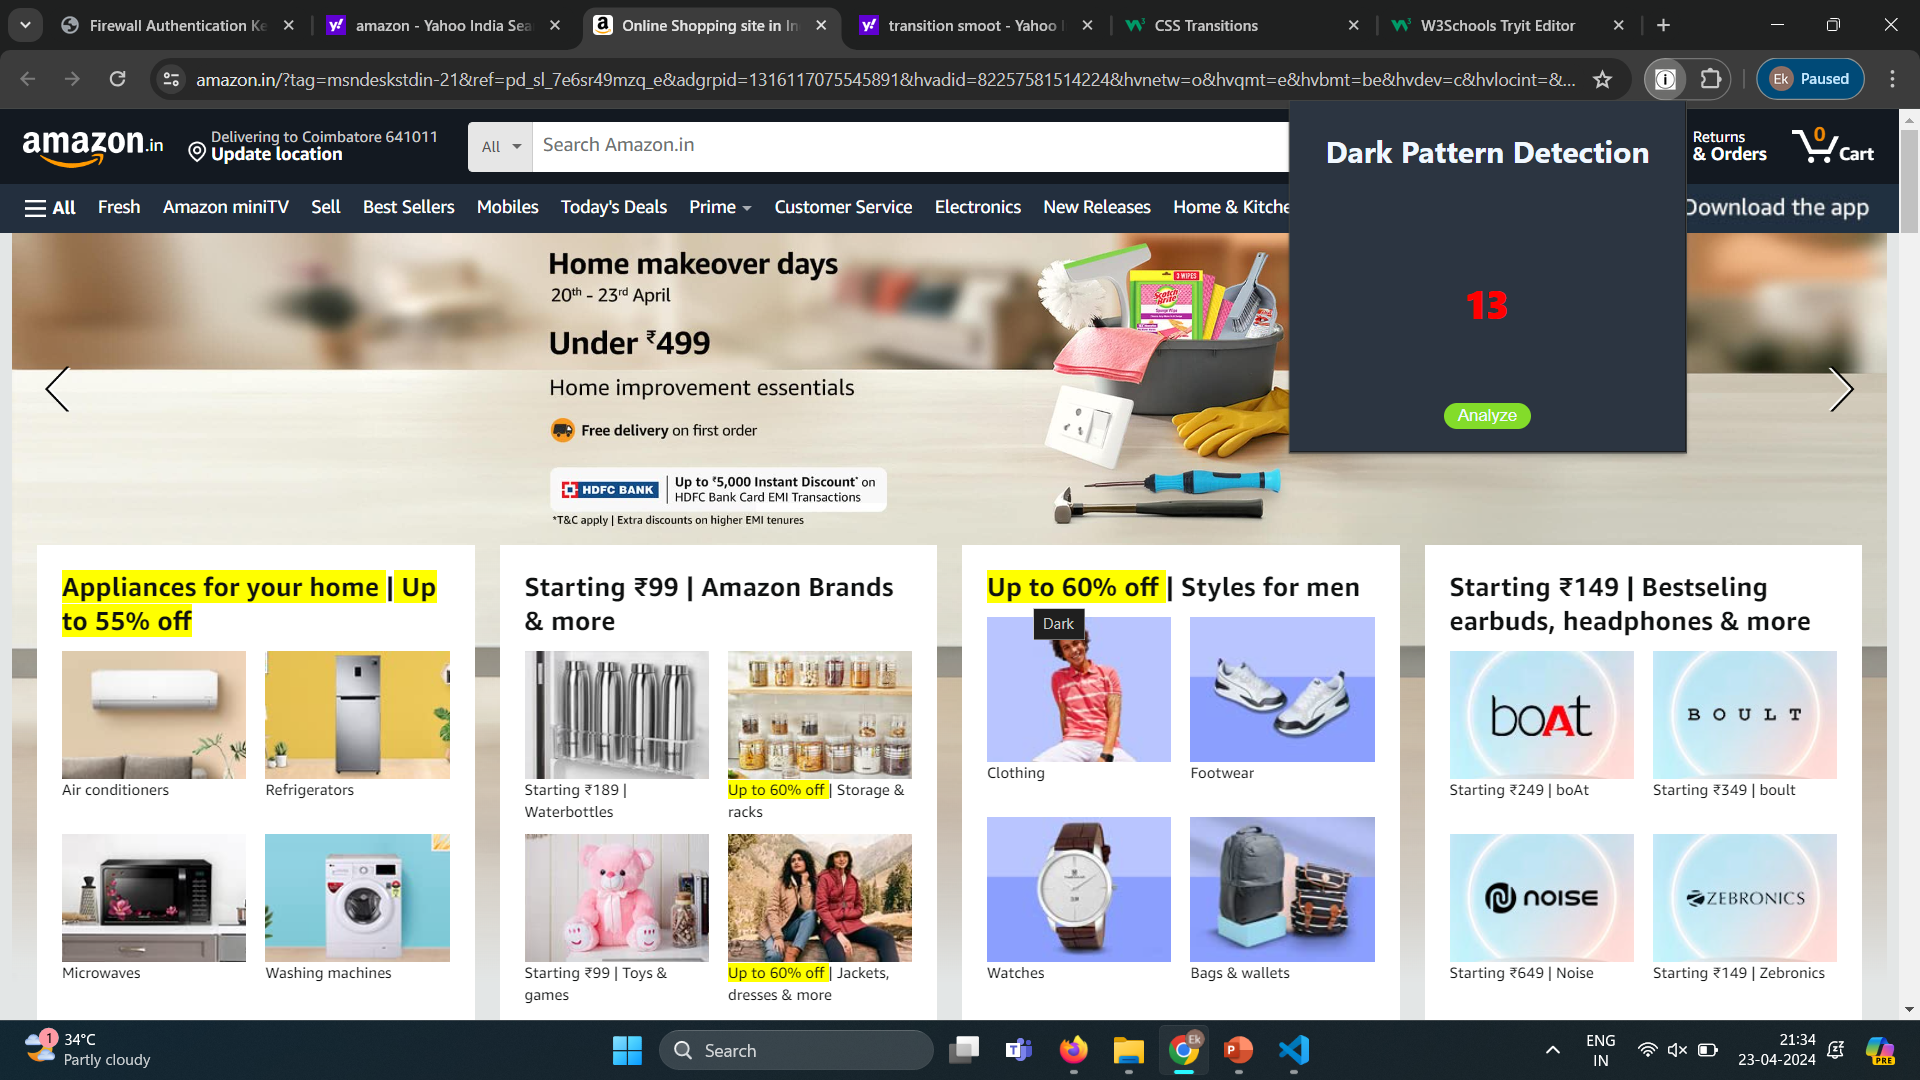 Firewall Authentication Ke
amazon - Yahoo India Sea
Online Shopping site in In
transition smoot - Yahoo I
CSS Transitions
W3Schools Tryit Editor
amazon.in/?tag=msndeskstdin-21&ref=pd_sl_7e6sr49mzq_e&adgrpid=1316117075545891&hvadid=82257581514224&hvnetw=o&hvqmt=e&hvbmt=be&hvdev=c&hvlocint=&...
Ek Paused
amazon.in
Delivering to Coimbatore 641011
Update location
All
Search Amazon.in
Returns
& Orders
0
Cart
All
Fresh
Amazon miniTV
Sell
Best Sellers
Mobiles
Today's Deals
Prime
Customer Service
Electronics
New Releases
Home & Kitche
Download the app
Dark Pattern Detection
13
Analyze
Home makeover days
20th - 23rd April
Under ₹499
Home improvement essentials
Free delivery on first order
HDFC BANK
Up to ₹5,000 Instant Discount* on
HDFC Bank Card EMI Transactions
*T&C apply | Extra discounts on higher EMI tenures
3 WIPES
Scotch
Brite
Appliances for your home | Up
to 55% off
Air conditioners
Refrigerators
Microwaves
Washing machines
Starting ₹99 | Amazon Brands
& more
Starting ₹189 |
Waterbottles
Up to 60% off | Storage &
racks
Starting ₹99 | Toys &
games
Up to 60% off | Jackets,
dresses & more
Up to 60% off | Styles for men
Dark
Clothing
Footwear
Watches
Bags & wallets
Starting ₹149 | Bestseling
earbuds, headphones & more
boAt
BOULT
Starting ₹249 | boAt
Starting ₹349 | boult
NOISE
ZEBRONICS
Starting ₹649 | Noise
Starting ₹149 | Zebronics
1
34°C
Partly cloudy
Search
Ek
ENG
IN
21:34
23-04-2024
PRE